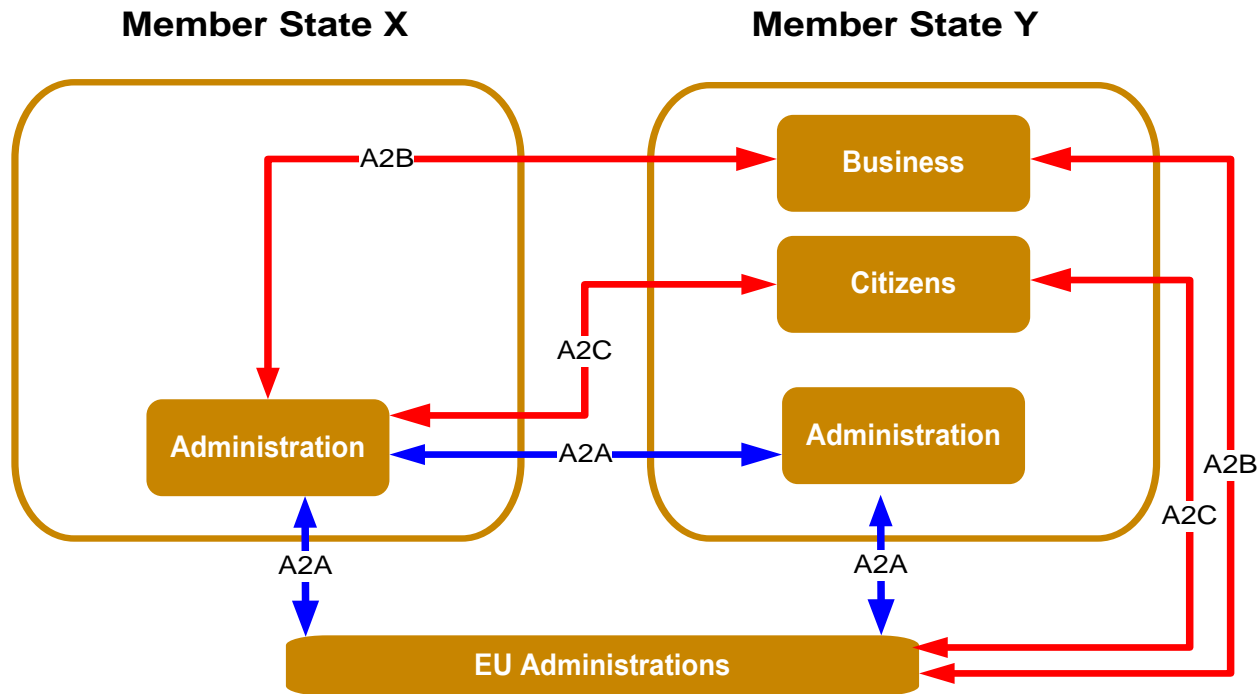 Member State X
Member State Y
A2B
Business
Citizens
A2C
Administration
Administration
A2A
A2B
A2C
A2A
A2A
EU Administrations